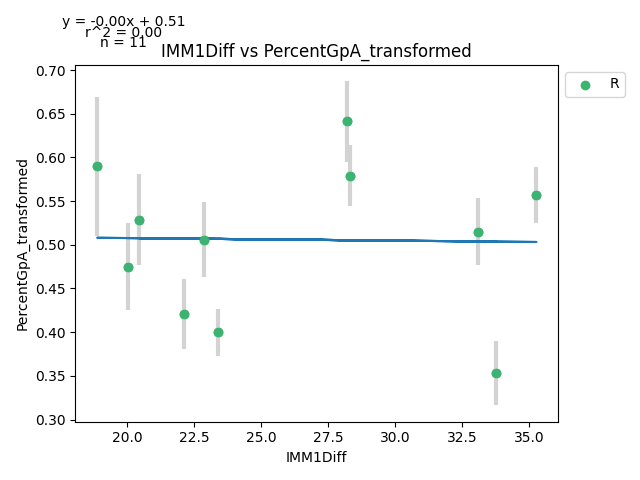 y = -0.00x + 0.51
r^2 = 0.00
n = 11
IMM1Diff vs PercentGpA_transformed
R
PercentGpA_transformed
0.70
0.65
0.60
0.55
0.50
0.45
0.40
0.35
0.30
20.0 22.5 25.0 27.5 30.0 32.5 35.0
IMM1Diff